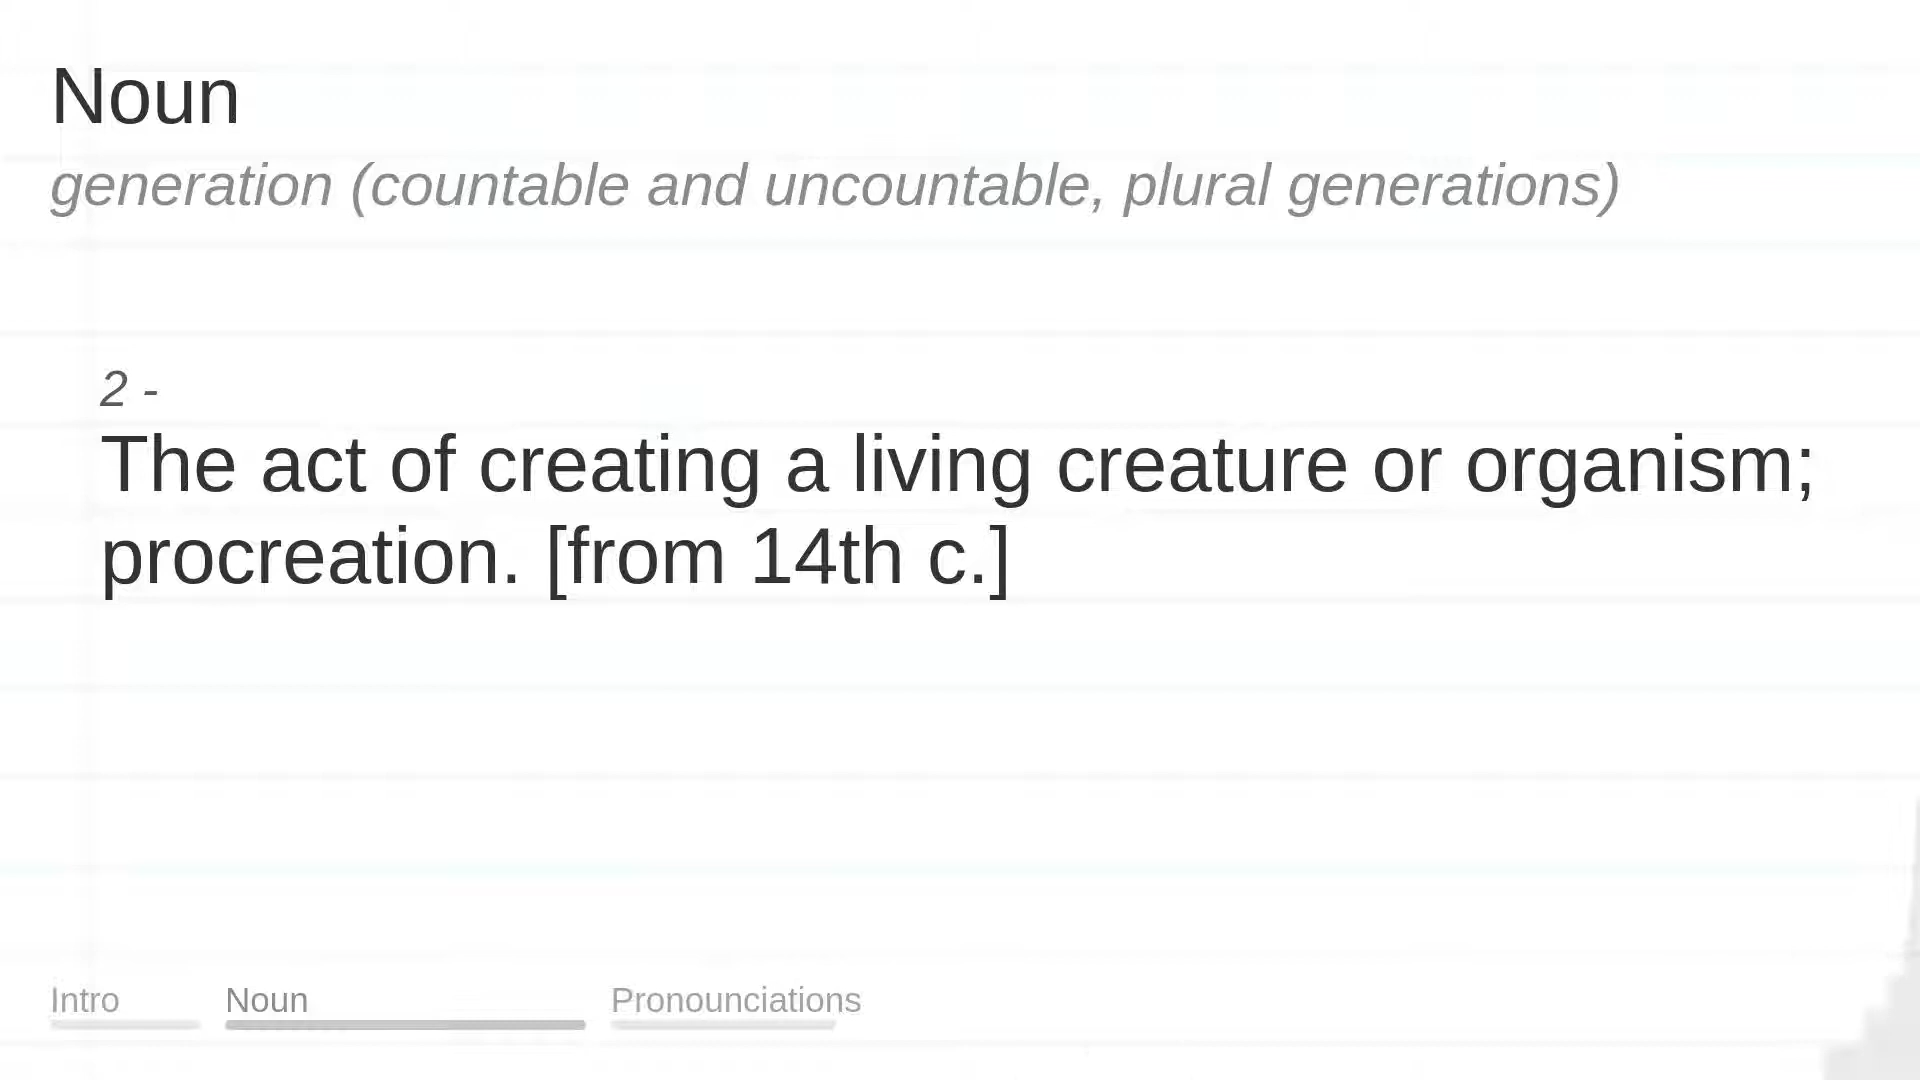 Noun
generation (countable and uncountable, plural generations)
2 -
The act of creating a living creature or organism;
procreation. [from 14th c.]
Intro
Noun
Pronounciations